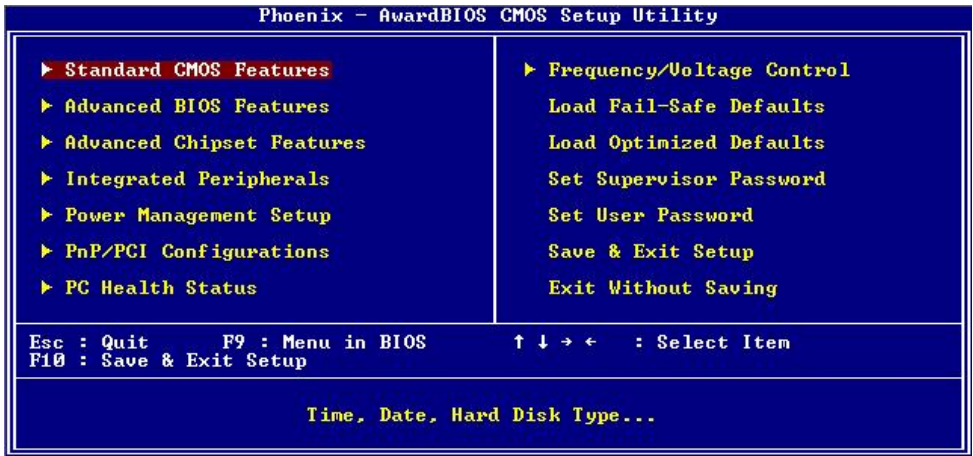 Phoenix - AwardBIOS CMOS Setup Utility
▶ Standard CMOS Features
▶ Advanced BIOS Features
▶ Advanced Chipset Features
▶ Integrated Peripherals
▶ Power Management Setup
▶ PnP/PCI Configurations
▶ PC Health Status
▶ Frequency/Voltage Control
Load Fail-Safe Defaults
Load Optimized Defaults
Set Supervisor Password
Set User Password
Save & Exit Setup
Exit Without Saving
Esc : Quit F9 : Menu in BIOS ↑ ↓ → ← : Select Item
F10 : Save & Exit Setup
Time, Date, Hard Disk Type...